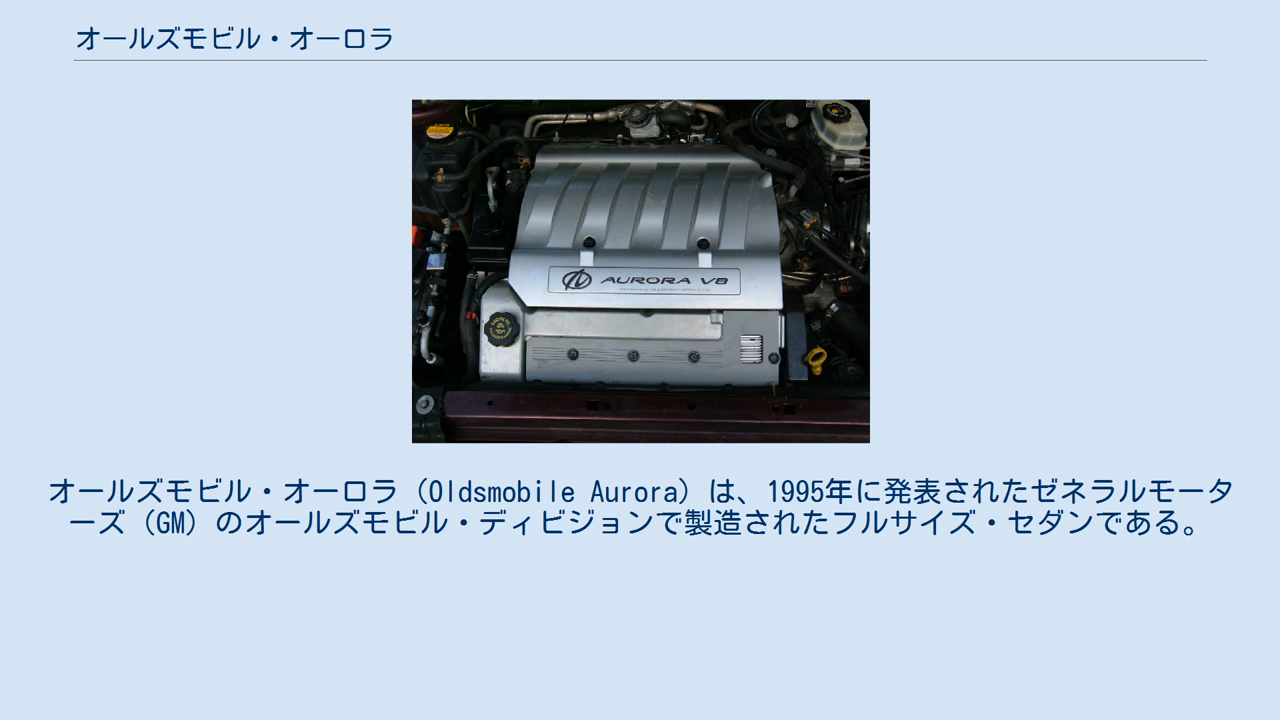 オールズモビル・オーロラ
AURORA V8
オールズモビル・オーロラ（Oldsmobile Aurora）は、1995年に発表されたゼネラルモータ
ーズ（GM）のオールズモビル・ディビジョンで製造されたフルサイズ・セダンである。